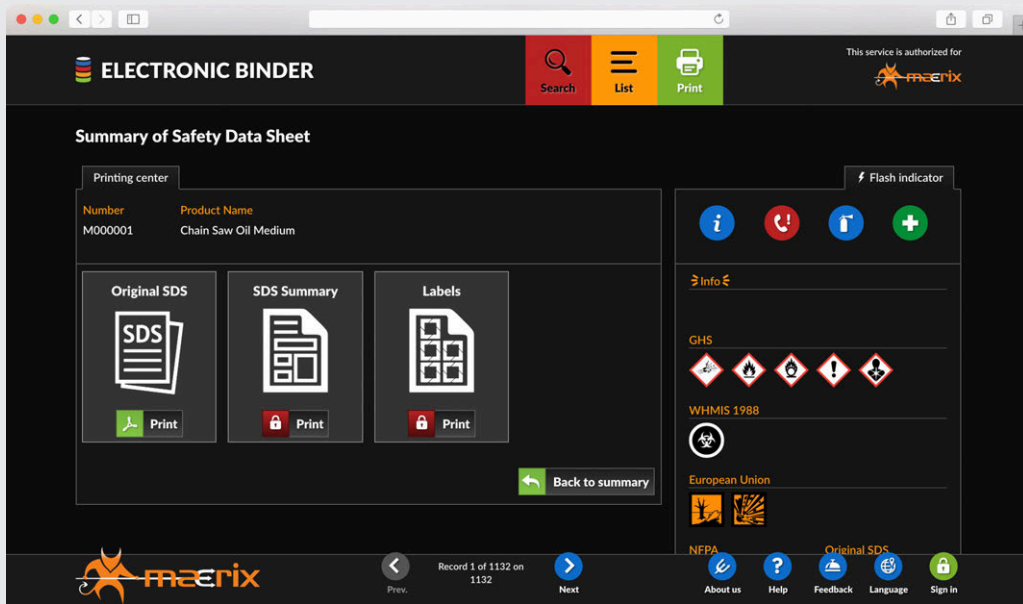 ELECTRONIC BINDER
Search
List
Print
This service is authorized for
maerix
Summary of Safety Data Sheet
Printing center
Flash indicator
Number Product Name
M000001 Chain Saw Oil Medium
Original SDS
SDS
Print
SDS Summary
Print
Labels
Print
Back to summary
Info
GHS
WHMIS 1988
European Union
NFPA Original SDS
maerix
Prev.
Record 1 of 1132 on
1132
Next
About us
Help
Feedback
Language
Sign in